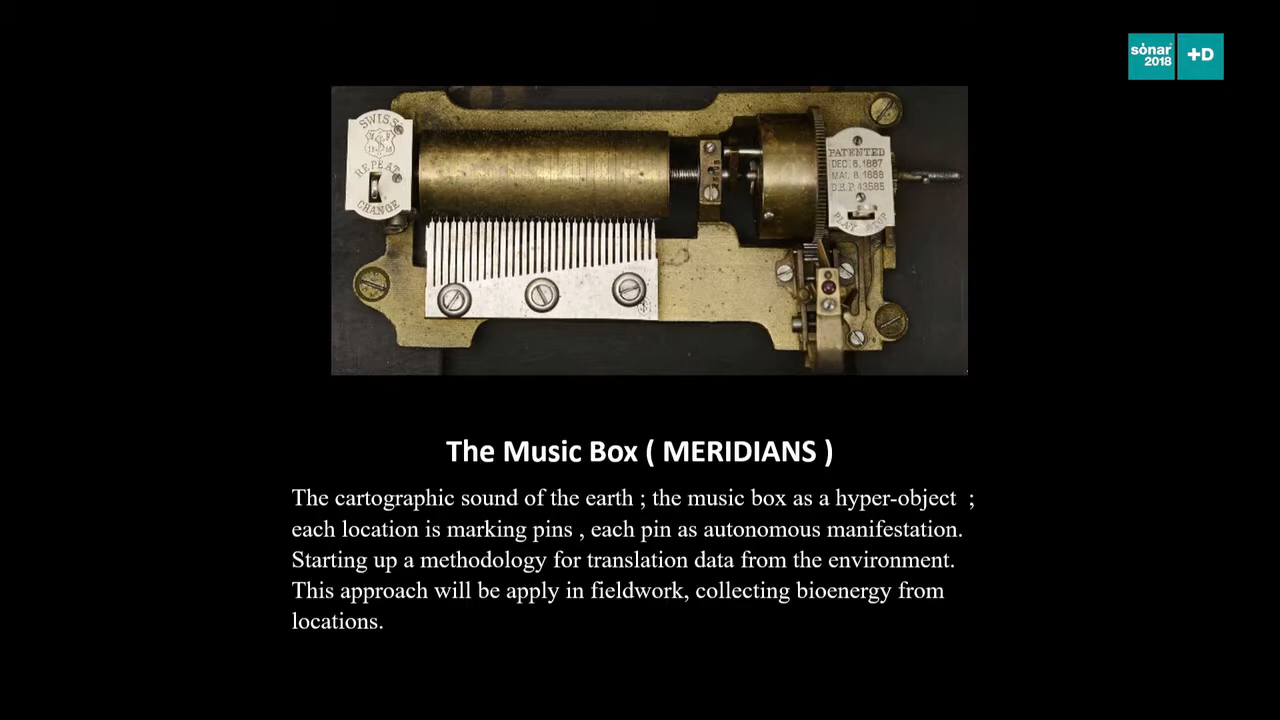 sónar
2018
+D
SWISS
REPEAT
CHANGE
PATENTED
DEC. 6. 1887
MAI. 8. 1888
D.R.P. 43585
PLAY STOP
The Music Box ( MERIDIANS )
The cartographic sound of the earth ; the music box as a hyper-object ;
each location is marking pins , each pin as autonomous manifestation.
Starting up a methodology for translation data from the environment.
This approach will be apply in fieldwork, collecting bioenergy from
locations.